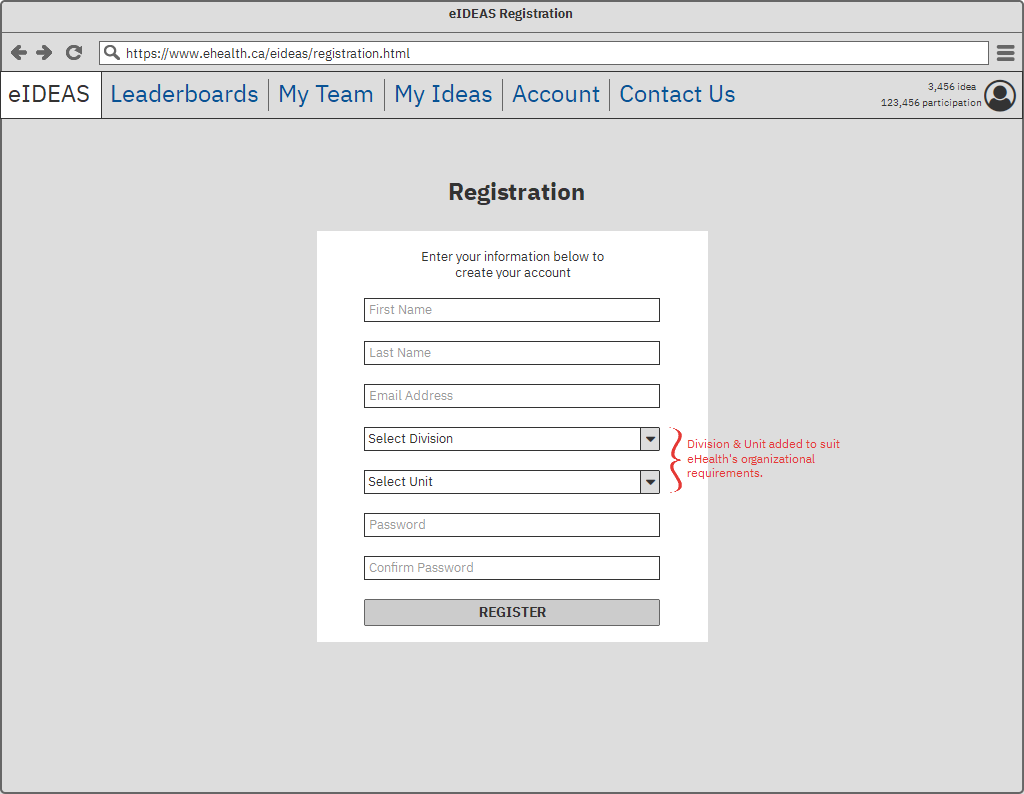 eIDEAS Registration
https://www.ehealth.ca/eideas/registration.html
eIDEAS
Leaderboards
My Team
My Ideas
Account
Contact Us
3,456 idea
123,456 participation
Registration
Enter your information below to
create your account
First Name
Last Name
Email Address
Select Division
Select Unit
Division & Unit added to suit
eHealth's organizational
requirements.
Password
Confirm Password
REGISTER